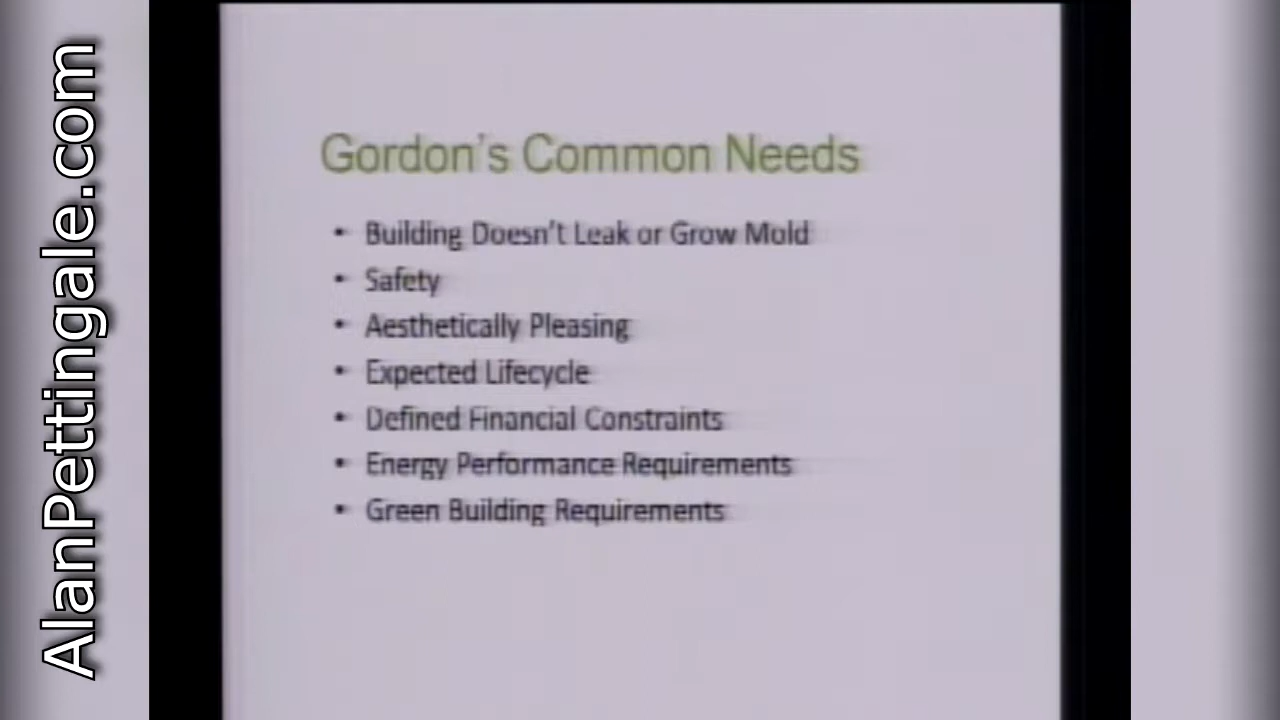 AlanPettingale.com
Gordon's Common Needs
• Building Doesn't Leak or Grow Mold
• Safety
• Aesthetically Pleasing
• Expected Lifecycle
• Defined Financial Constraints
• Energy Performance Requirements
• Green Building Requirements